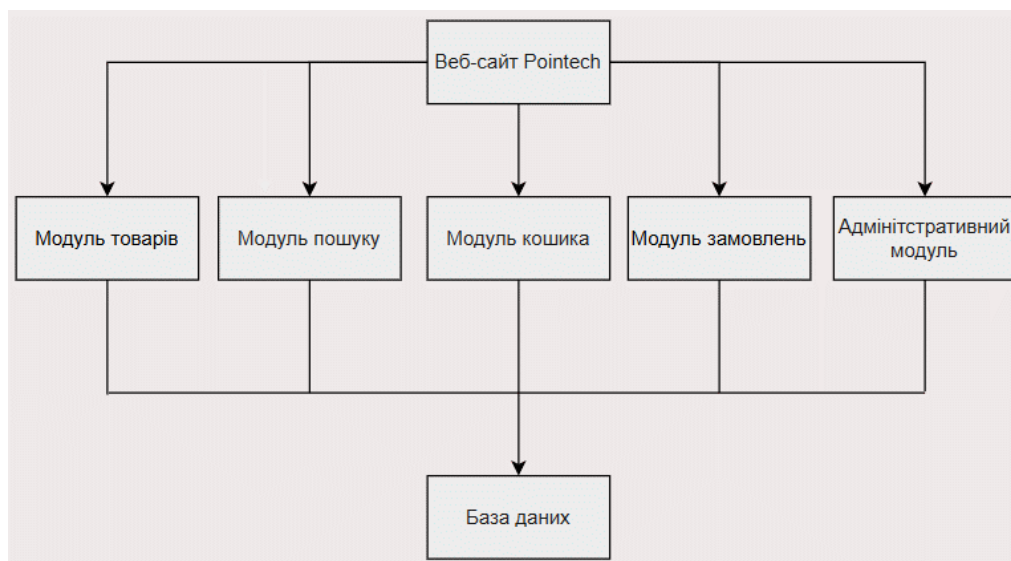 Веб-сайт Pointech
Модуль товарів
Модуль пошуку
Модуль кошика
Модуль замовлень
Адмінітстративний
модуль
База даних